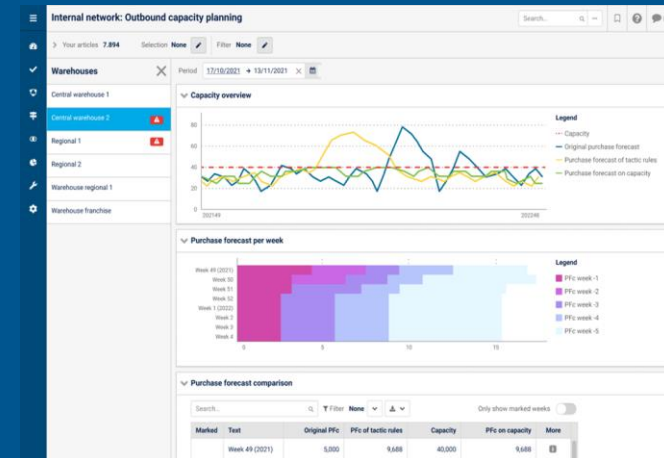 Internal network: Outbound capacity planning
Search...
Your articles 7.894
Selection None
Filter None
Warehouses
Period 17/10/2021 → 13/11/2021
Central warehouse 1
Central warehouse 2
Regional 1
Regional 2
Warehouse regional 1
Warehouse franchise
Capacity overview
80
60
40
20
0
202149
202246
Legend
Capacity
Original purchase forecast
Purchase forecast of tactic rules
Purchase forecast on capacity
Purchase forecast per week
Week 49 (2021)
Week 50
Week 51
Week 52
Week 1 (2022)
Week 2
Week 3
Week 4
0
5
10
15
Legend
PFc week -1
PFc week -2
PFc week -3
PFc week -4
PFc week -5
Purchase forecast comparison
Search...
Filter None
Only show marked weeks
Marked Text Original PFc PFc of tactic rules Capacity PFc on capacity More
Week 49 (2021) 5,000 9,688 40,000 9,688